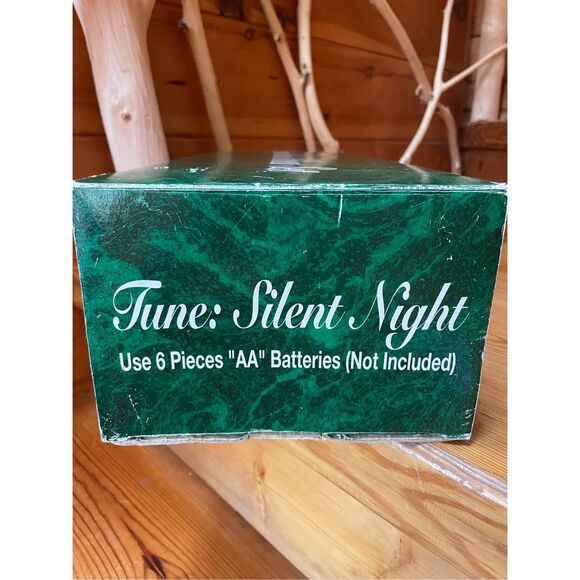 Tune: Silent Night
Use 6 Pieces "AA" Batteries (Not Included)